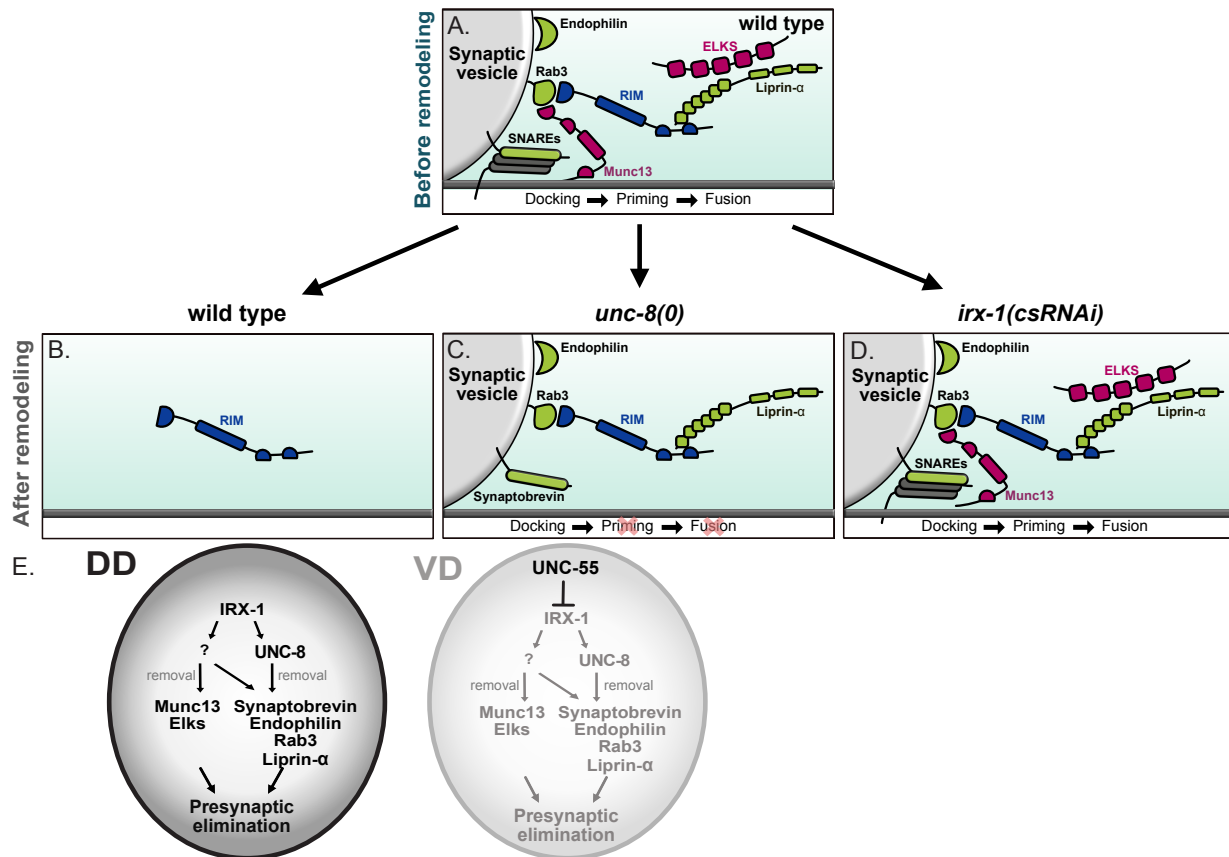 Before remodeling
A.
wild type
Endophilin
Synaptic
vesicle
ELKS
Rab3
RIM
Liprin-α
SNAREs
Munc13
Docking → Priming → Fusion
wild type
unc-8(0)
irx-1(csRNAi)
After remodeling
B.
RIM
C.
Endophilin
Synaptic
vesicle
Rab3
RIM
Liprin-α
Synaptobrevin
Docking → Priming → Fusion
D.
Endophilin
Synaptic
vesicle
ELKS
Rab3
RIM
Liprin-α
SNAREs
Munc13
Docking → Priming → Fusion
E.
DD
IRX-1
? UNC-8
removal removal
Munc13 Synaptobrevin
Elks Endophilin
Rab3
Liprin-α
Presynaptic
elimination
VD
UNC-55
IRX-1
? UNC-8
removal removal
Munc13 Synaptobrevin
Elks Endophilin
Rab3
Liprin-α
Presynaptic
elimination